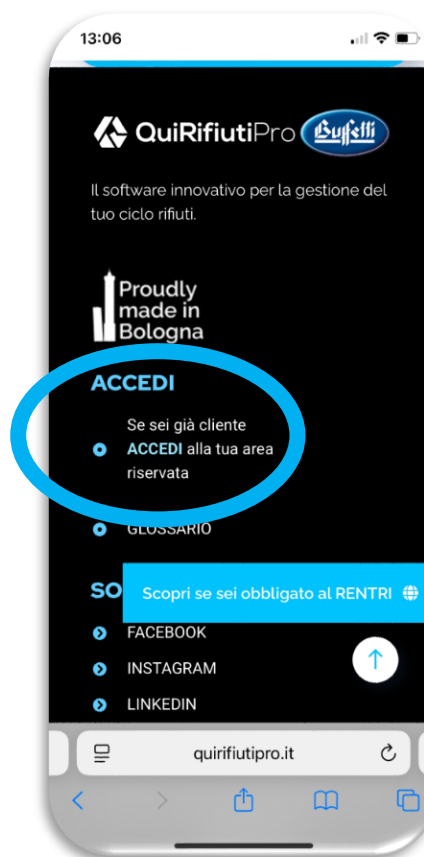 13:06
QuiRifiutiPro Buffetti
Il software innovativo per la gestione del
tuo ciclo rifiuti.
Proudly
made in
Bologna
ACCEDI
Se sei già cliente
ACCEDI alla tua area
riservata
GLOSSARIO
SO
Scopri se sei obbligato al RENTRI
FACEBOOK
INSTAGRAM
LINKEDIN
quirifiutipro.it